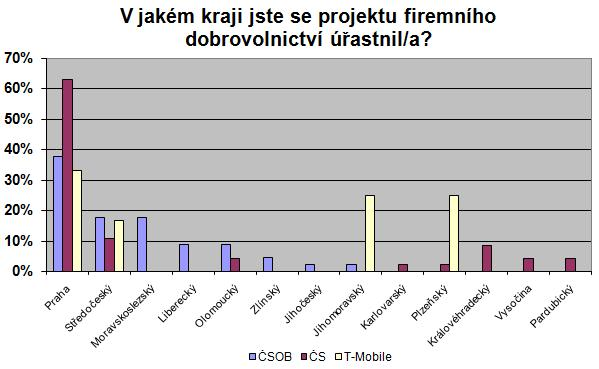 V jakém kraji jste se projektu firemního
dobrovolnictví úřastnil/a?
70%
60%
50%
40%
30%
20%
10%
0%
Praha
Středočeský
Moravskoslezský
Liberecký
Olomoucký
Zlínský
Jihočeský
Jihomoravský
Karlovarský
Plzeňský
Královéhradecký
Vysočina
Pardubický
ČSOB ČS T-Mobile